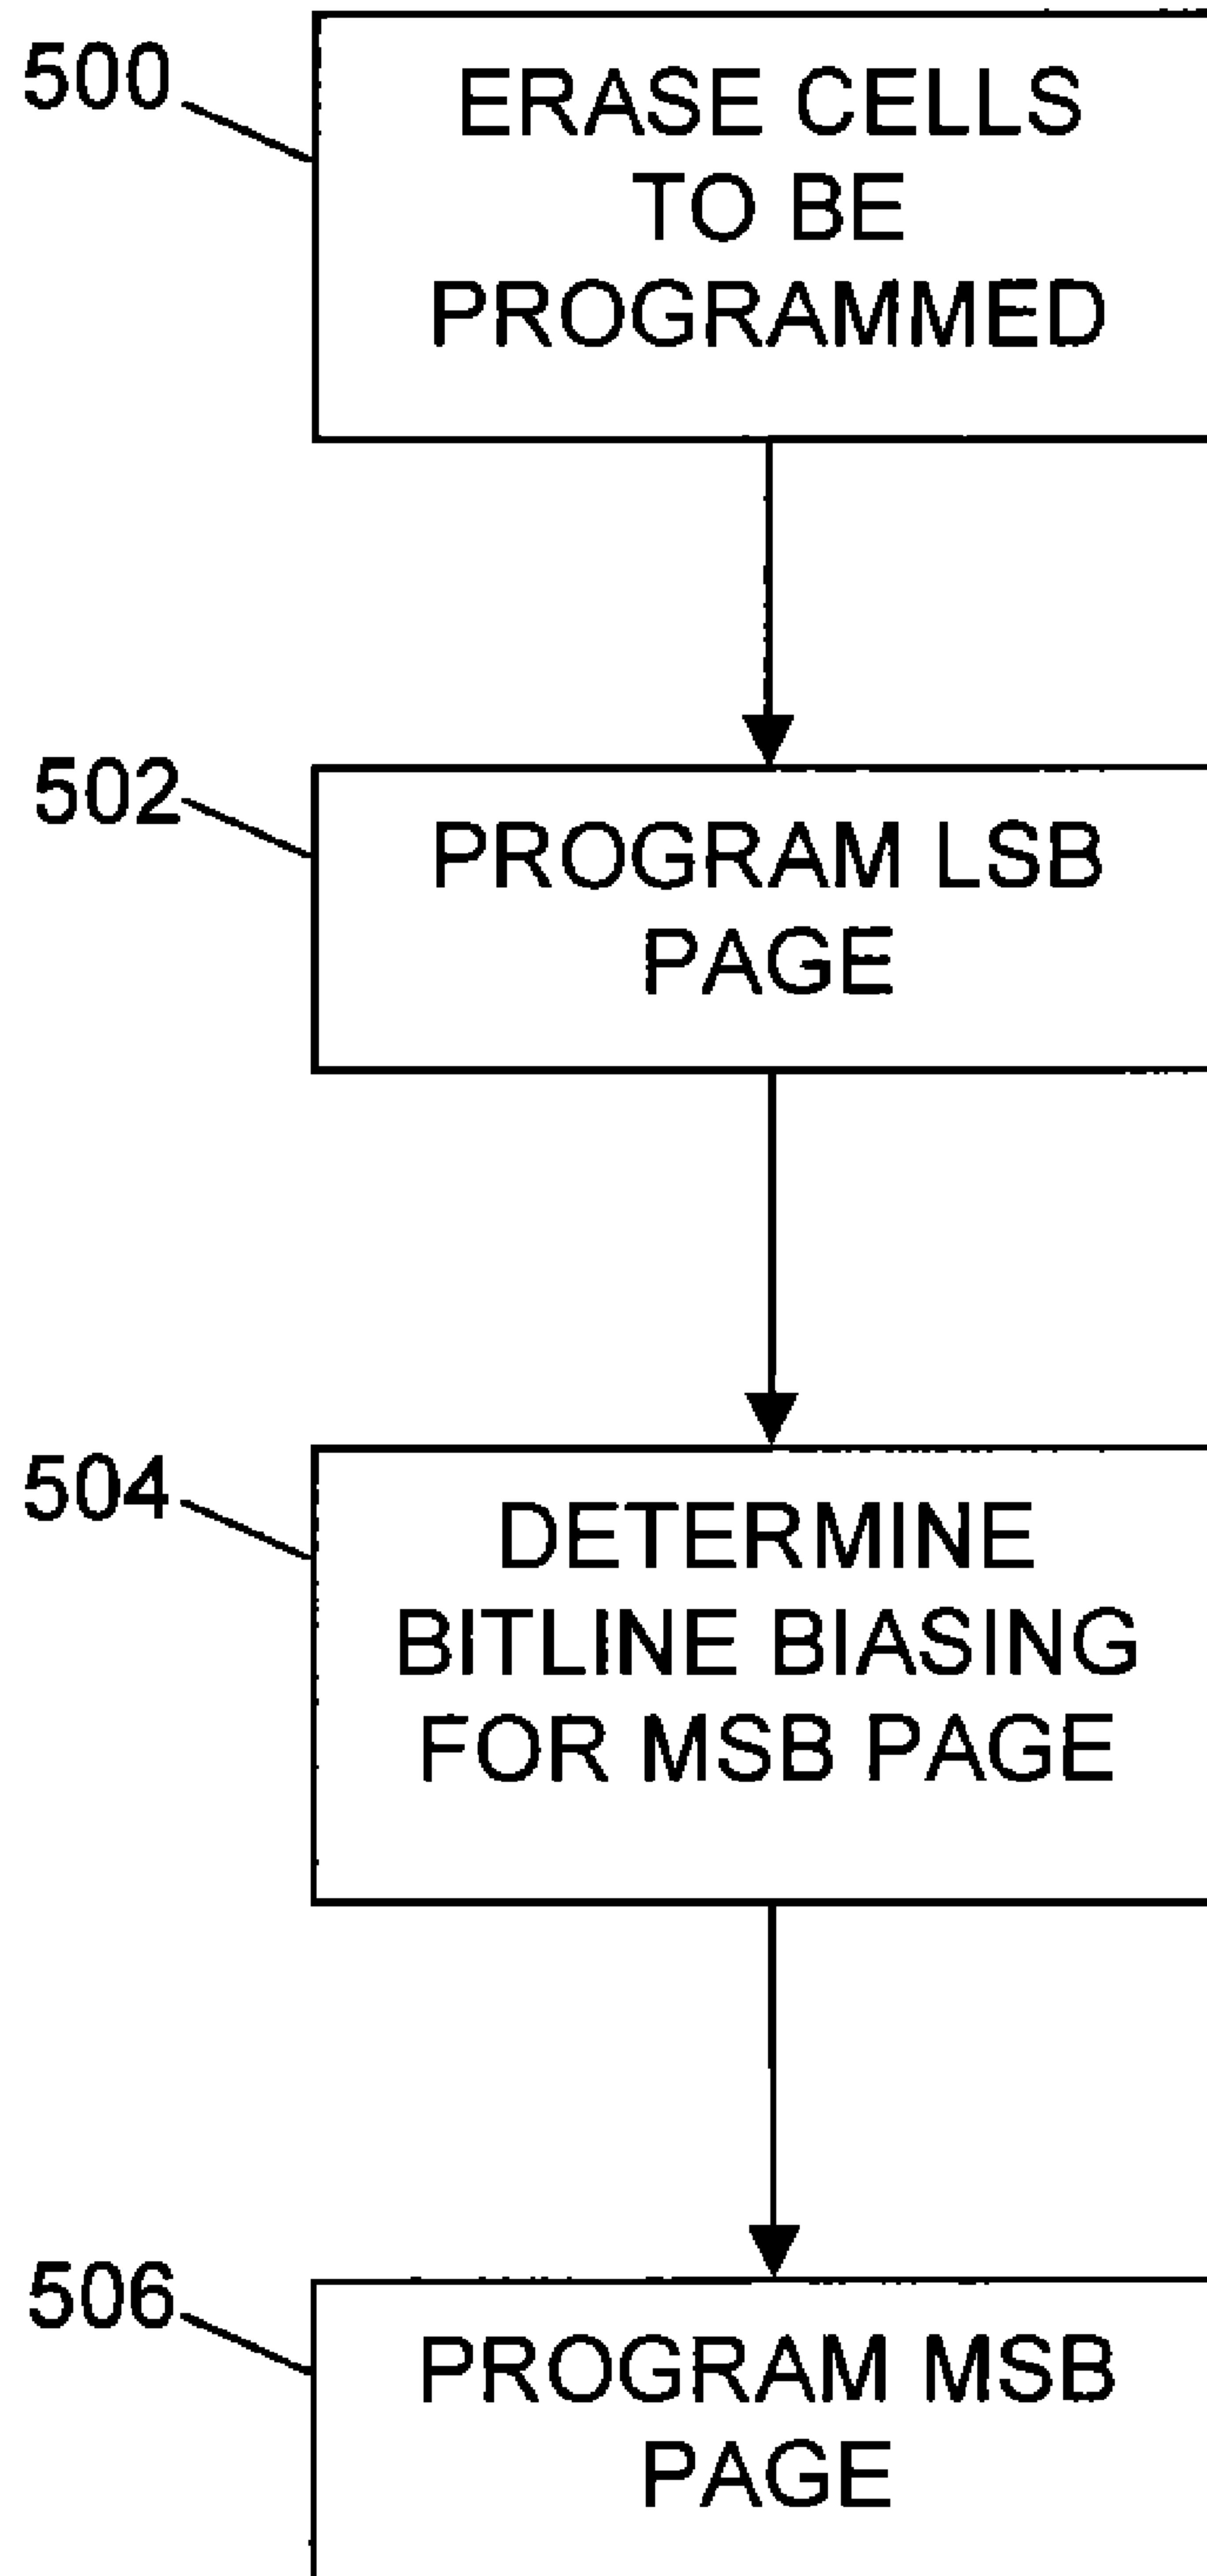 500
ERASE CELLS
TO BE
PROGRAMMED
502
PROGRAM LSB
PAGE
504
DETERMINE
BITLINE BIASING
FOR MSB PAGE
506
PROGRAM MSB
PAGE